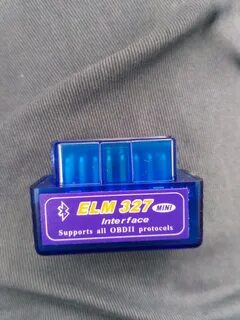 ELM 327 MINI
Interface
Supports all OBDII protocols